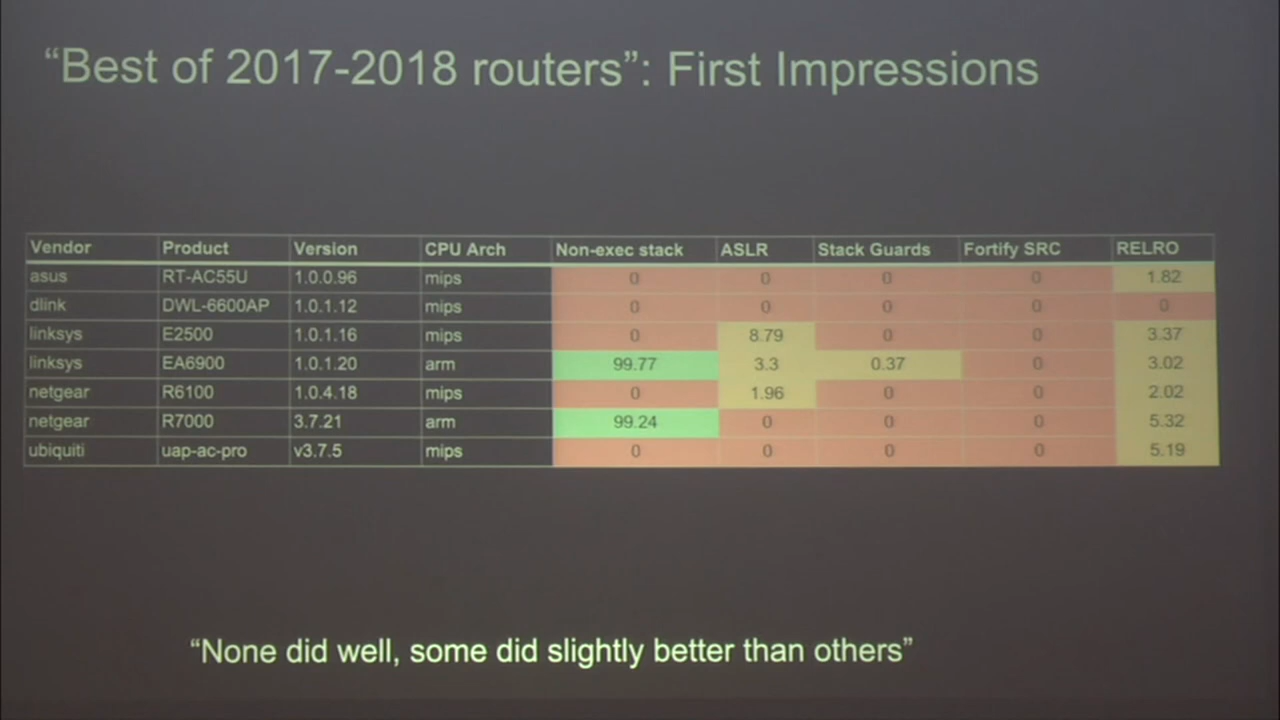 “Best of 2017-2018 routers”: First Impressions
Vendor Product Version CPU Arch Non-exec stack ASLR Stack Guards Fortify SRC RELRO
asus RT-AC55U 1.0.0.96 mips 0 0 0 0 1.82
dlink DWL-6600AP 1.0.1.12 mips 0 0 0 0 0
linksys E2500 1.0.1.16 mips 0 8.79 0 0 3.37
linksys EA6900 1.0.1.20 arm 99.77 3.3 0.37 0 3.02
netgear R6100 1.0.4.18 mips 0 1.96 0 0 2.02
netgear R7000 3.7.21 arm 99.24 0 0 0 5.32
ubiquiti uap-ac-pro v3.7.5 mips 0 0 0 0 5.19
“None did well, some did slightly better than others”